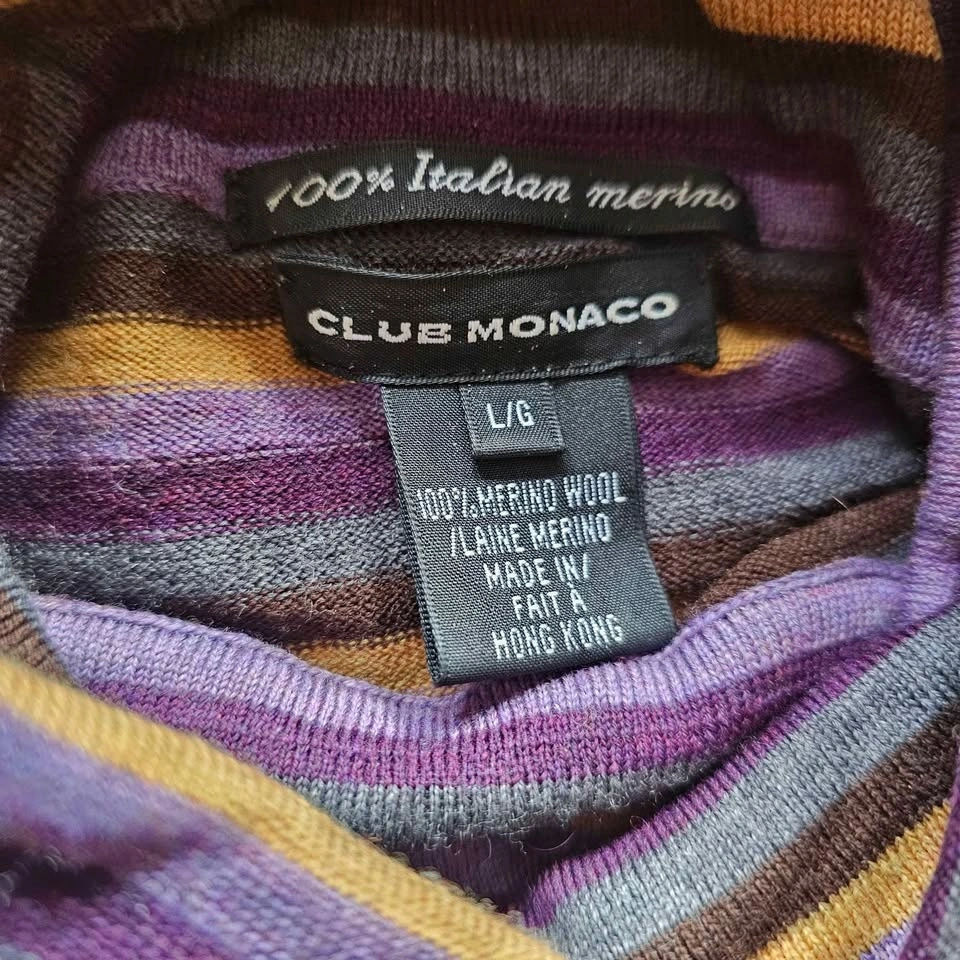 100% Italian merino
CLUB MONACO
L/G
100% MERINO WOOL
/LAINE MERINO
MADE IN/
FAIT A
HONG KONG